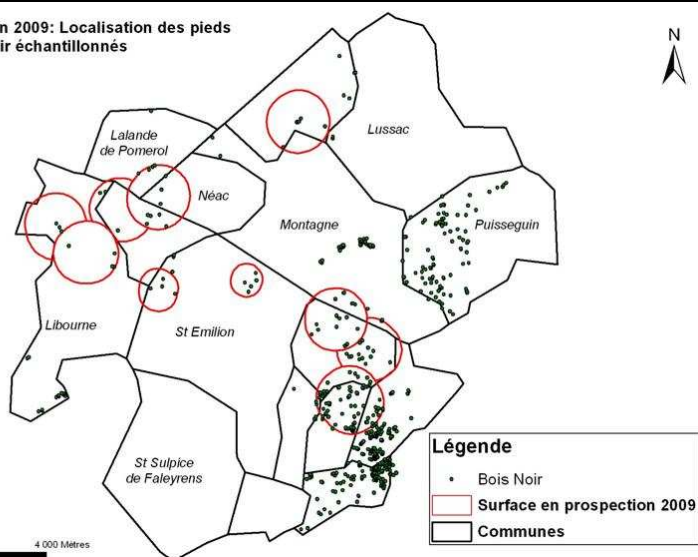 n 2009: Localisation des pieds
ir échantillonnés
N
Lussac
Lalande
de Pomerol
Néac
Montagne
Puisseguin
Libourne
St Emilion
St Sulpice
de Faleyrens
Légende
Bois Noir
Surface en prospection 2009
Communes
4 000 Mètres